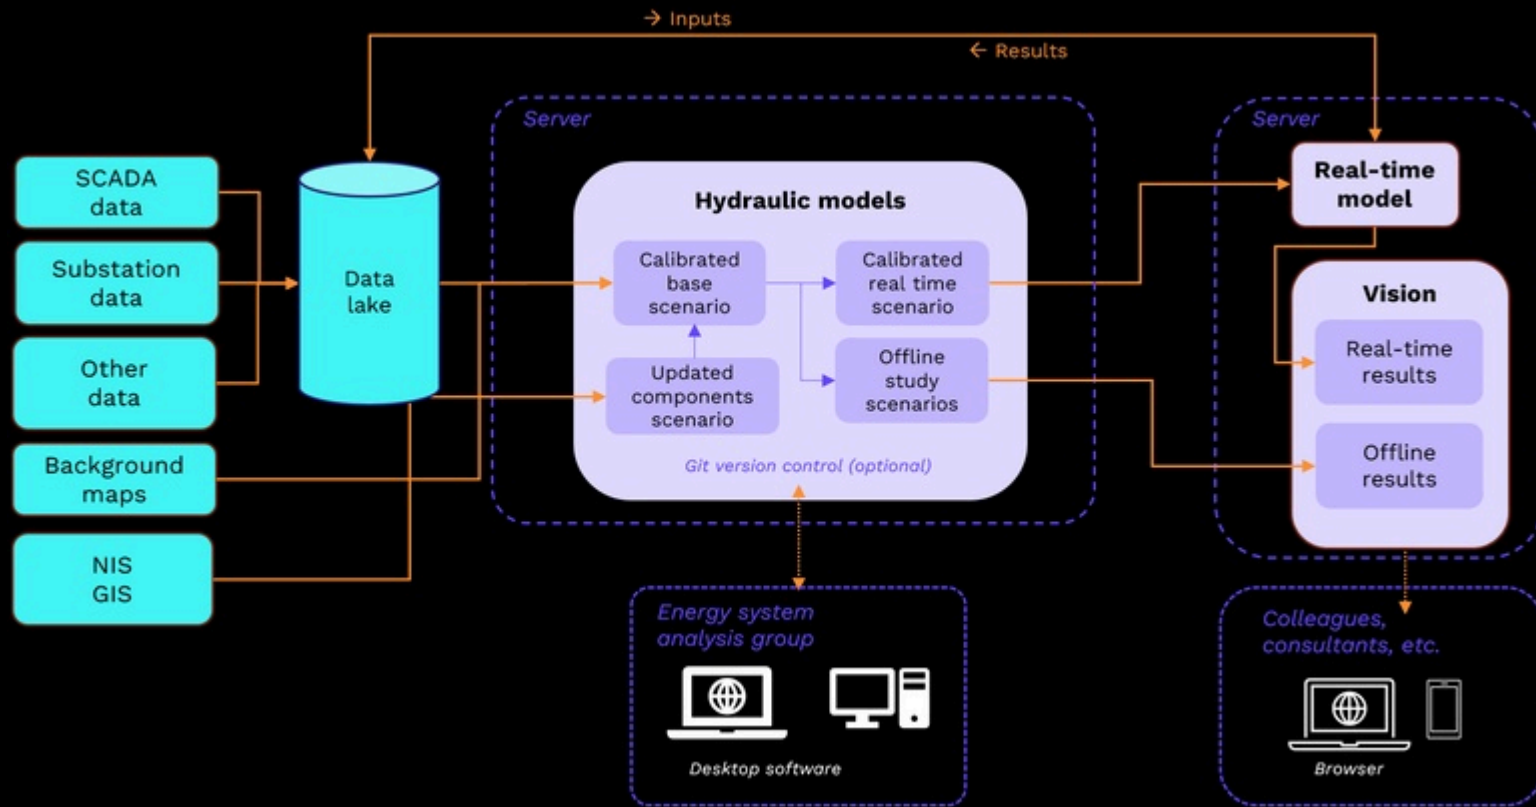 → Inputs
← Results
SCADA
data
Substation
data
Other
data
Background
maps
NIS
GIS
Data
lake
Server
Hydraulic models
Calibrated
base
scenario
Calibrated
real time
scenario
Updated
components
scenario
Offline
study
scenarios
Git version control (optional)
Energy system
analysis group
Desktop software
Server
Real-time
model
Vision
Real-time
results
Offline
results
Colleagues,
consultants, etc.
Browser